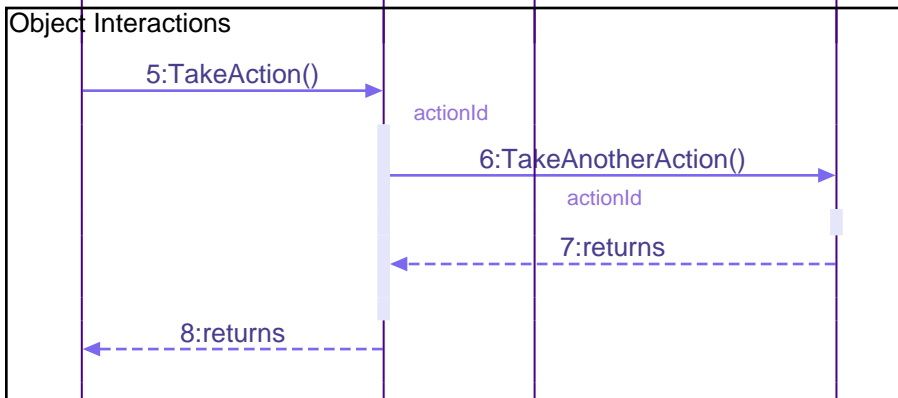 Object Interactions
5:TakeAction()
actionId
6:TakeAnotherAction()
actionId
7:returns
8:returns